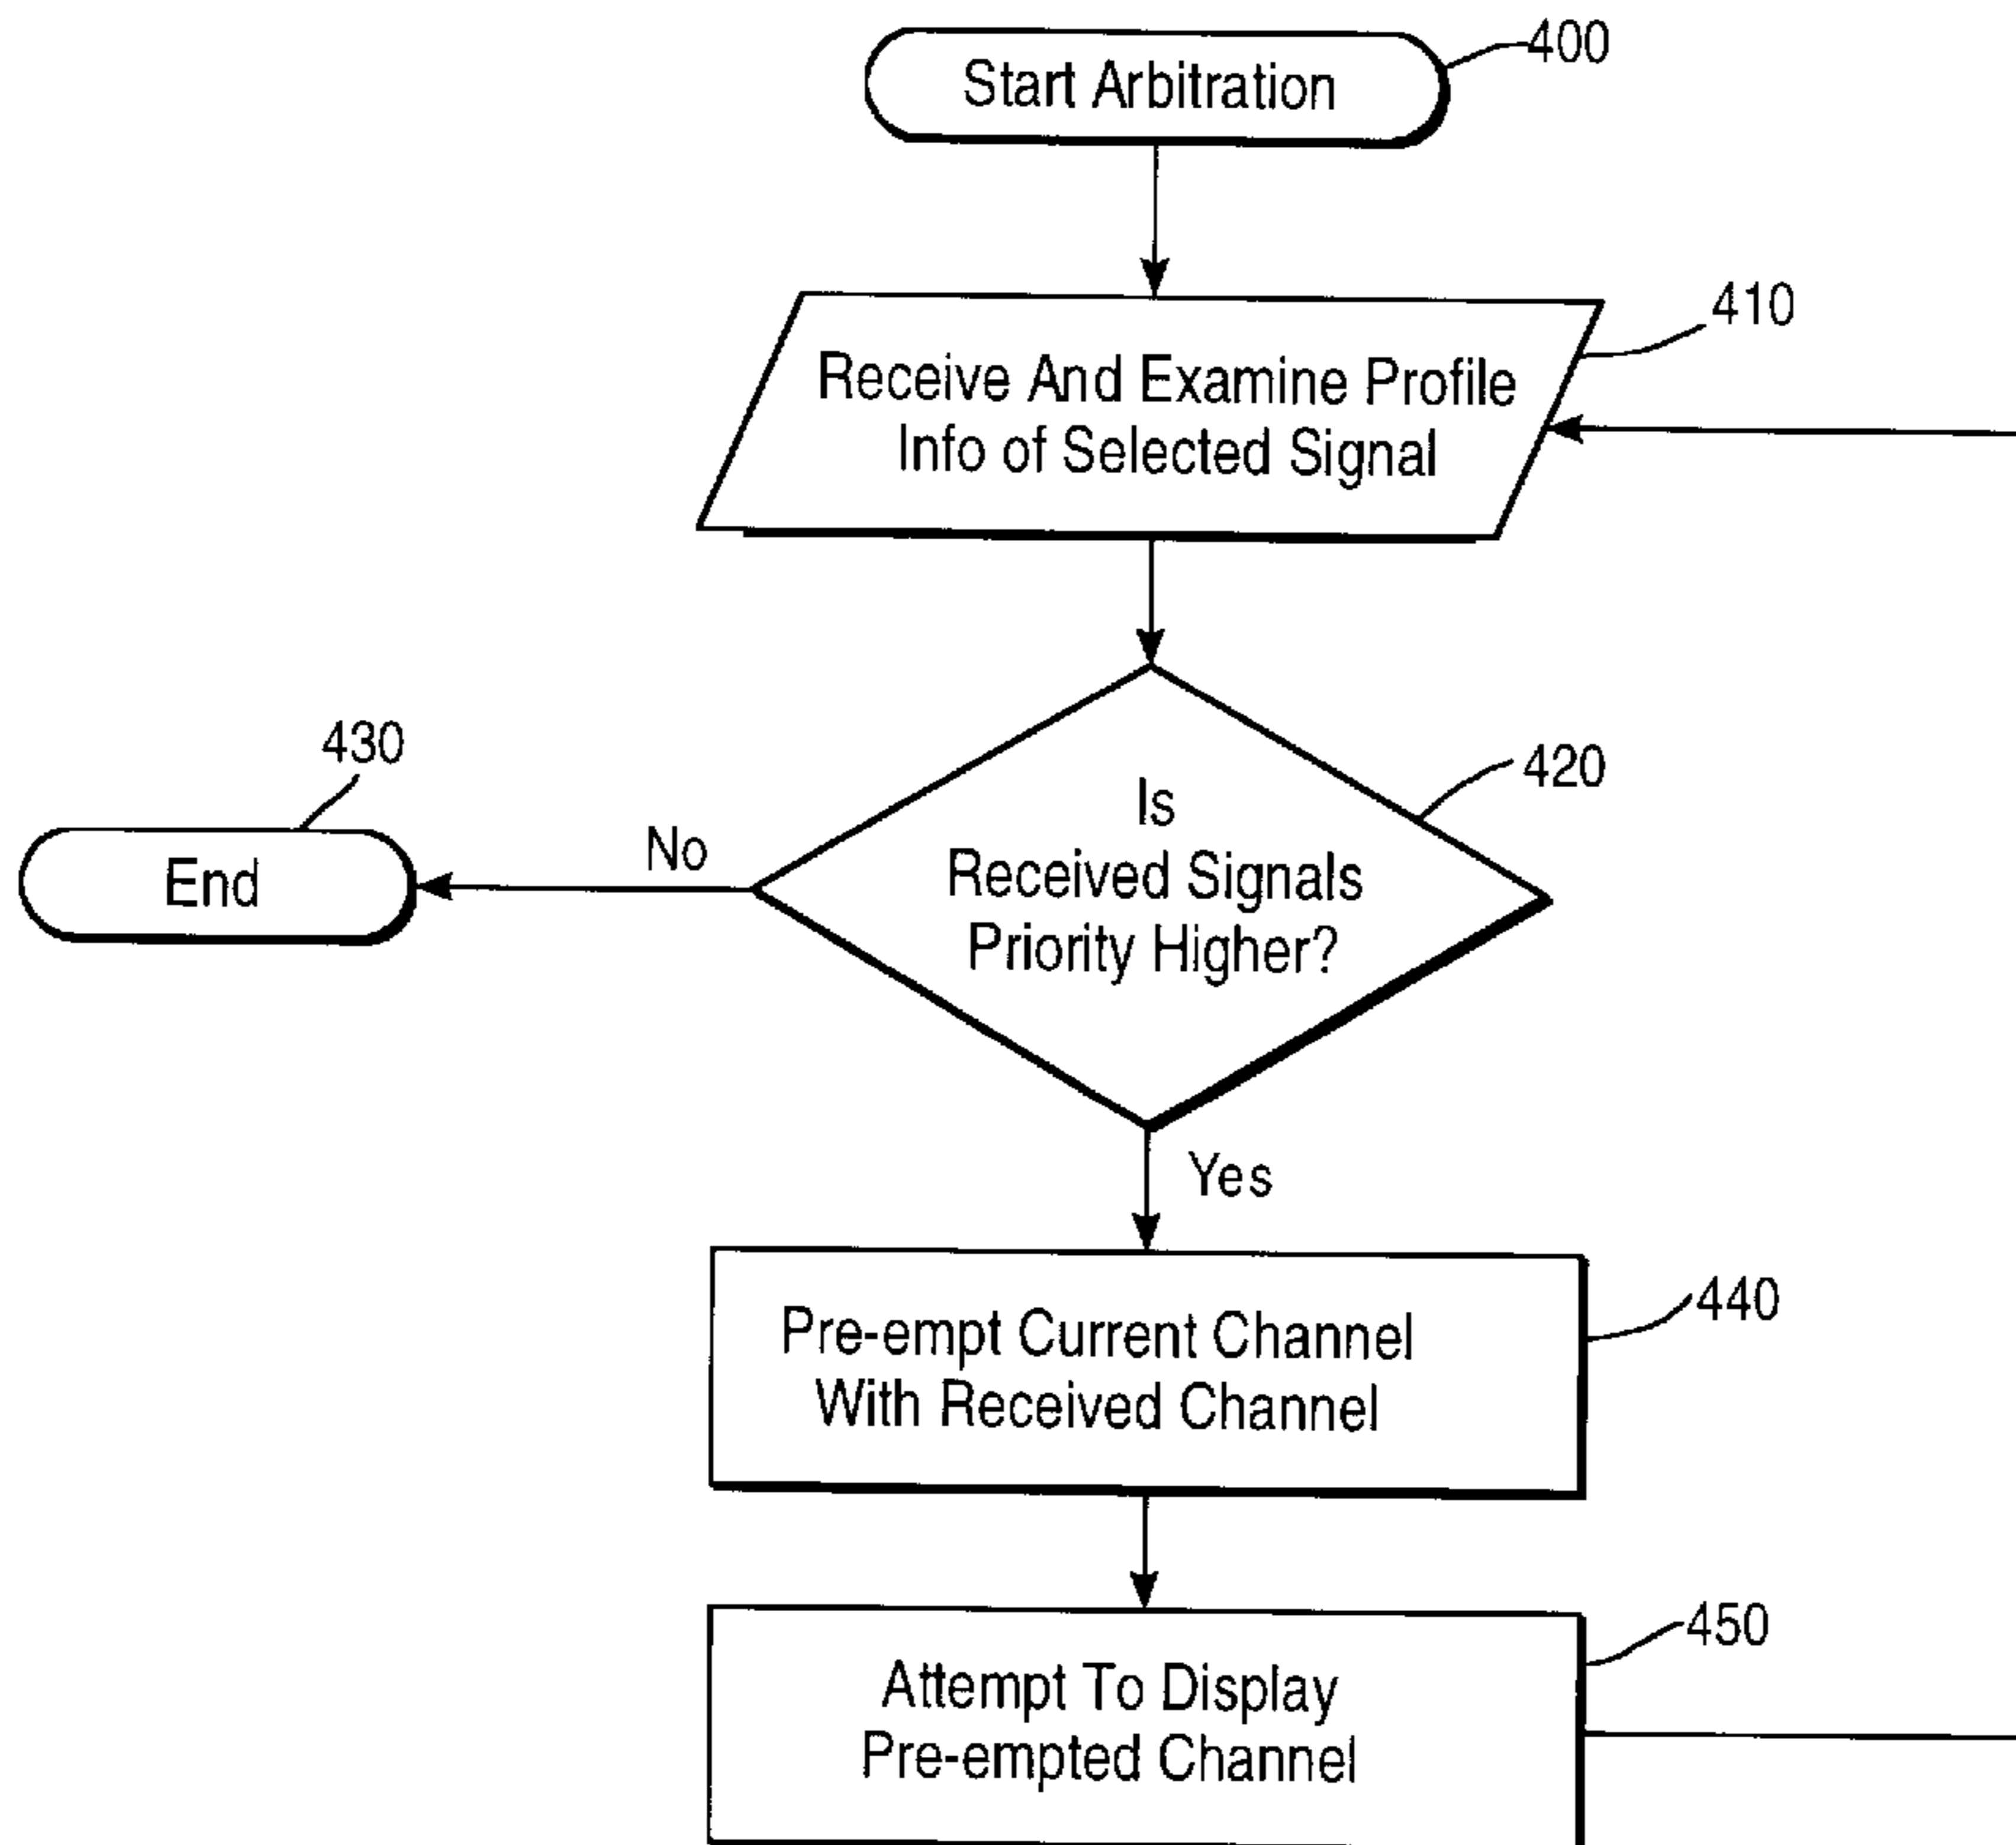 Start Arbitration
400
Receive And Examine Profile
Info of Selected Signal
410
Is
Received Signals
Priority Higher?
420
No
430
End
Yes
Pre-empt Current Channel
With Received Channel
440
Attempt To Display
Pre-empted Channel
450